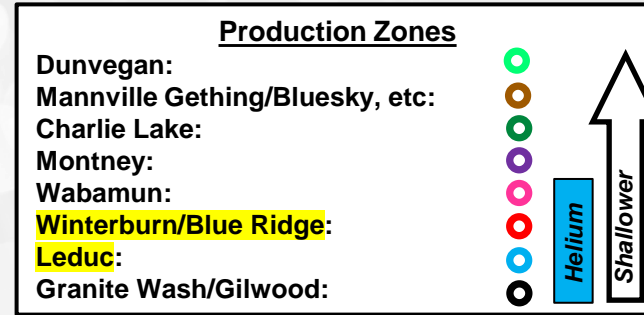 Production Zones
Dunvegan:
Mannville Gething/Bluesky, etc:
Charlie Lake:
Montney:
Wabamun:
Winterburn/Blue Ridge:
Leduc:
Granite Wash/Gilwood:
Helium
Shallower